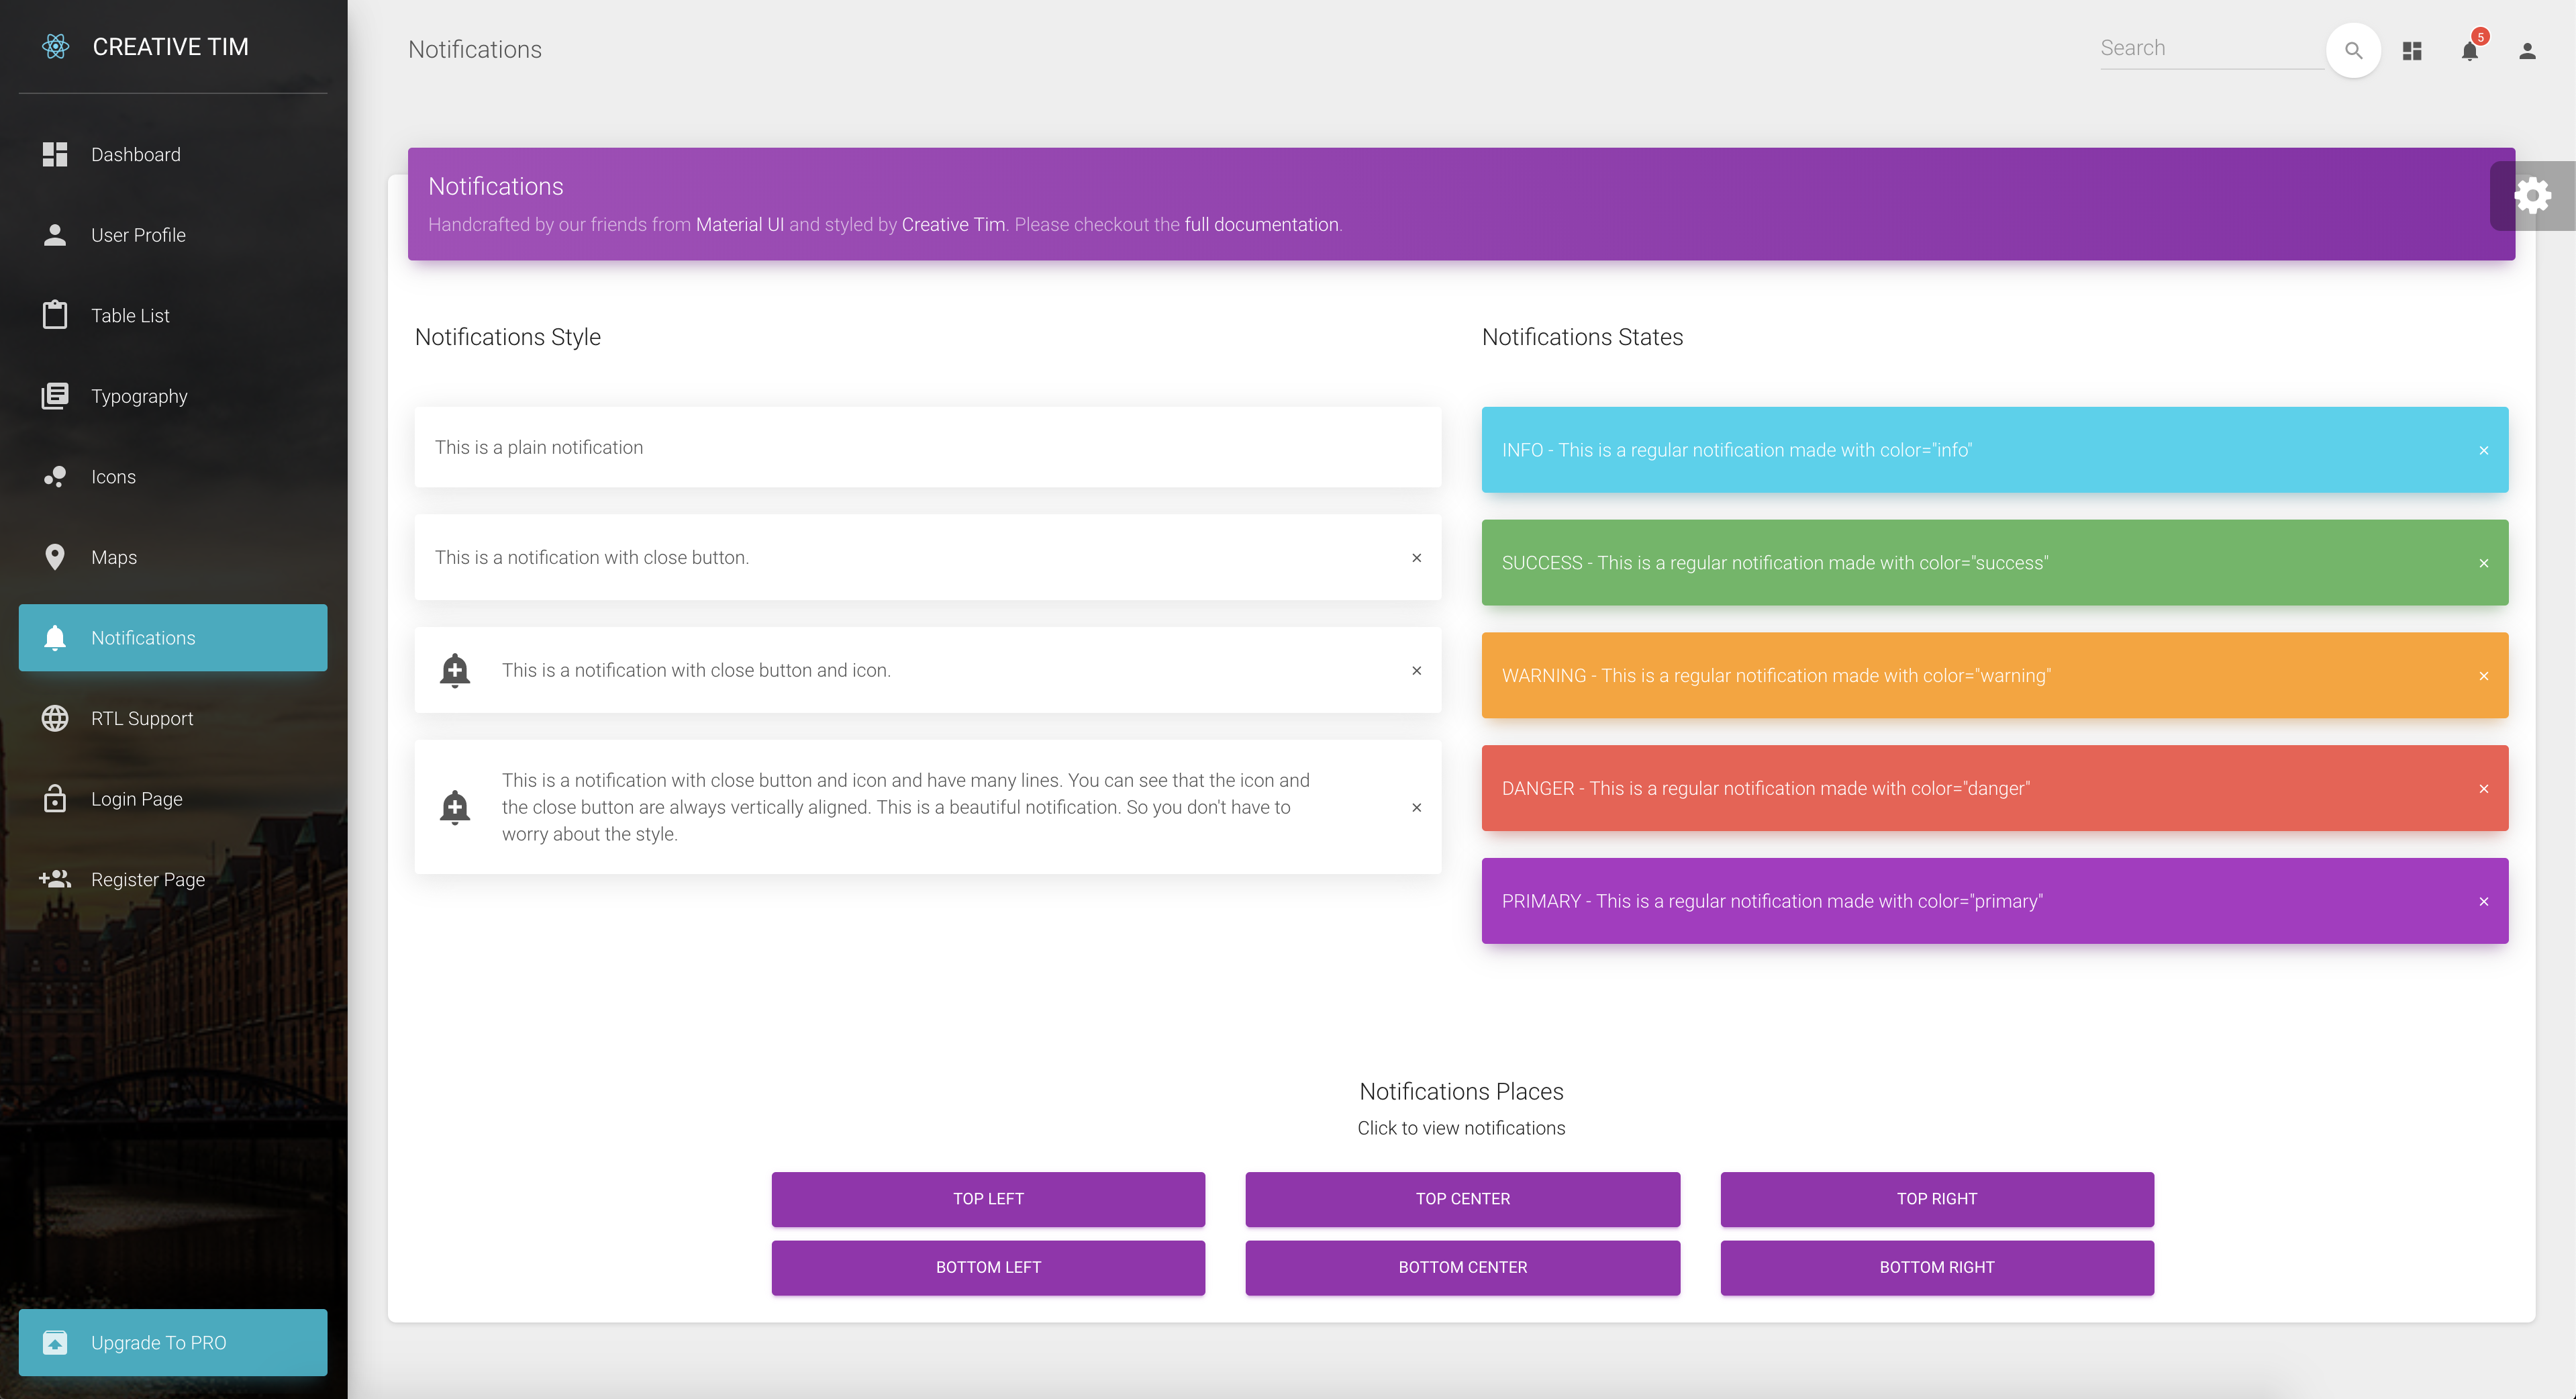 CREATIVE TIM
Dashboard
User Profile
Table List
Typography
Icons
Maps
Notifications
RTL Support
Login Page
Register Page
Upgrade To PRO
Notifications
Search
5
Notifications
Handcrafted by our friends from Material UI and styled by Creative Tim. Please checkout the full documentation.
Notifications Style
This is a plain notification
This is a notification with close button.
This is a notification with close button and icon.
This is a notification with close button and icon and have many lines. You can see that the icon and
the close button are always vertically aligned. This is a beautiful notification. So you don't have to
worry about the style.
Notifications States
INFO - This is a regular notification made with color="info"
SUCCESS - This is a regular notification made with color="success"
WARNING - This is a regular notification made with color="warning"
DANGER - This is a regular notification made with color="danger"
PRIMARY - This is a regular notification made with color="primary"
Notifications Places
Click to view notifications
TOP LEFT
TOP CENTER
TOP RIGHT
BOTTOM LEFT
BOTTOM CENTER
BOTTOM RIGHT